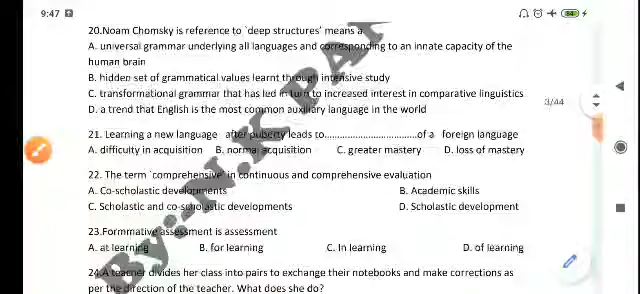 9:47
84
20.Noam Chomsky is reference to `deep structures' means a
A. universal grammar underlying all languages and corresponding to an innate capacity of the
human brain
B. hidden set of grammatical values learnt through intensive study
C. transformational grammar that has led in turn to increased interest in comparative linguistics
D. a trend that English is the most common auxiliary language in the world
3/44
21. Learning a new language after puberty leads to................................of a foreign language
A. difficulty in acquisition B. normal acquisition C. greater mastery D. loss of mastery
22. The term `comprehensive' in continuous and comprehensive evaluation
A. Co-scholastic developments B. Academic skills
C. Scholastic and co-scholastic developments D. Scholastic development
23.Formmative assessment is assessment
A. at learning B. for learning C. In learning D. of learning
24.A teacher divides her class into pairs to exchange their notebooks and make corrections as
per the direction of the teacher. What does she do?
By:-N.K PA